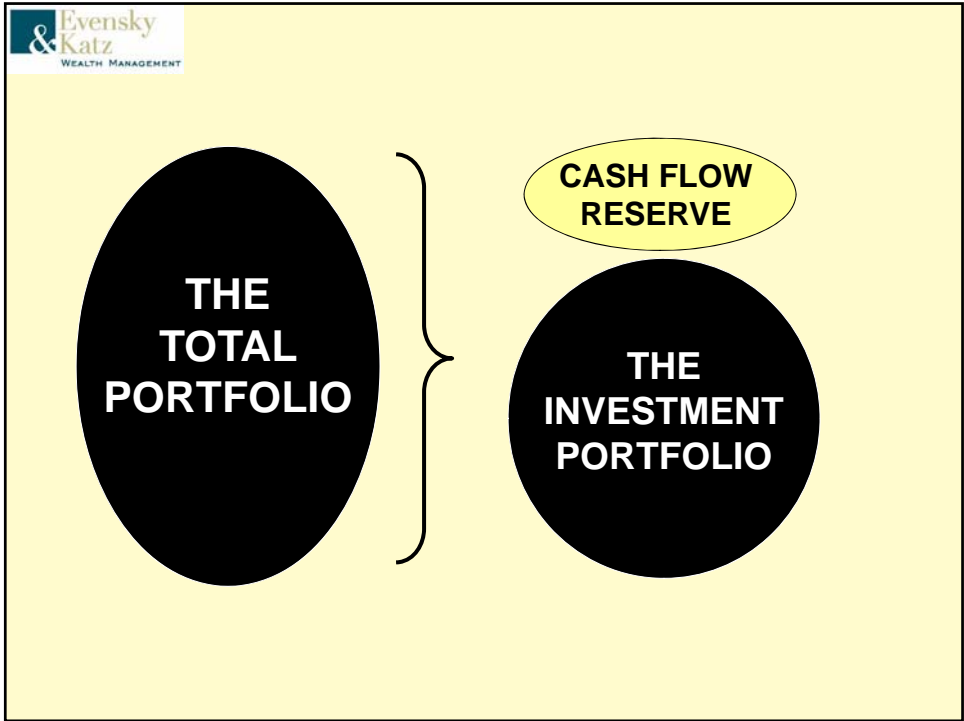 Evensky
& Katz
WEALTH MANAGEMENT
THE
TOTAL
PORTFOLIO
CASH FLOW
RESERVE
THE
INVESTMENT
PORTFOLIO